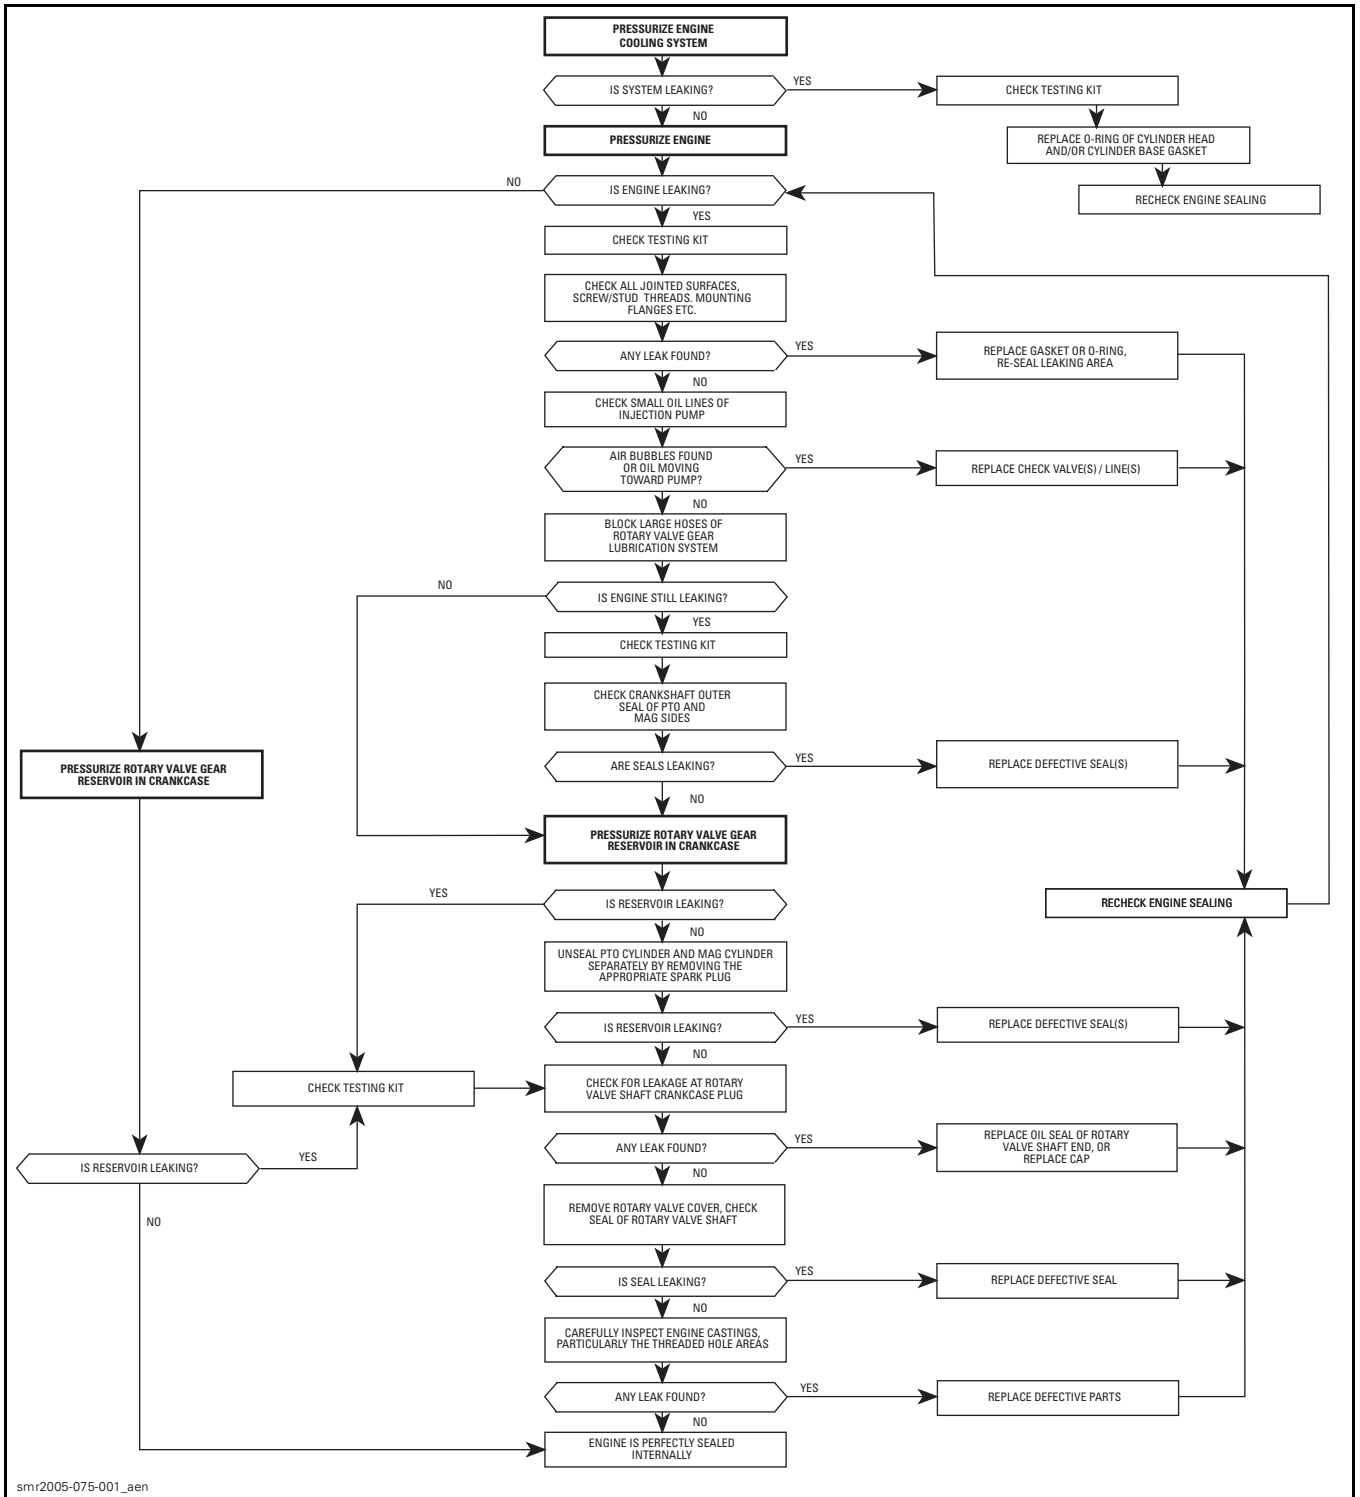 PRESSURIZE ENGINE
COOLING SYSTEM
IS SYSTEM LEAKING?
YES
CHECK TESTING KIT
NO
REPLACE O-RING OF CYLINDER HEAD
AND/OR CYLINDER BASE GASKET
RECHECK ENGINE SEALING
PRESSURIZE ENGINE
NO
IS ENGINE LEAKING?
YES
CHECK TESTING KIT
CHECK ALL JOINTED SURFACES,
SCREW/STUD THREADS. MOUNTING
FLANGES ETC.
ANY LEAK FOUND?
YES
REPLACE GASKET OR O-RING,
RE-SEAL LEAKING AREA
NO
CHECK SMALL OIL LINES OF
INJECTION PUMP
AIR BUBBLES FOUND
OR OIL MOVING
TOWARD PUMP?
YES
REPLACE CHECK VALVE(S) / LINE(S)
NO
BLOCK LARGE HOSES OF
ROTARY VALVE GEAR
LUBRICATION SYSTEM
NO
IS ENGINE STILL LEAKING?
YES
CHECK TESTING KIT
CHECK CRANKSHAFT OUTER
SEAL OF PTO AND
MAG SIDES
ARE SEALS LEAKING?
YES
REPLACE DEFECTIVE SEAL(S)
NO
PRESSURIZE ROTARY VALVE GEAR
RESERVOIR IN CRANKCASE
PRESSURIZE ROTARY VALVE GEAR
RESERVOIR IN CRANKCASE
YES
IS RESERVOIR LEAKING?
RECHECK ENGINE SEALING
NO
UNSEAL PTO CYLINDER AND MAG CYLINDER
SEPARATELY BY REMOVING THE
APPROPRIATE SPARK PLUG
IS RESERVOIR LEAKING?
YES
REPLACE DEFECTIVE SEAL(S)
NO
CHECK TESTING KIT
CHECK FOR LEAKAGE AT ROTARY
VALVE SHAFT CRANKCASE PLUG
ANY LEAK FOUND?
YES
REPLACE OIL SEAL OF ROTARY
VALVE SHAFT END, OR
REPLACE CAP
IS RESERVOIR LEAKING?
YES
NO
NO
REMOVE ROTARY VALVE COVER, CHECK
SEAL OF ROTARY VALVE SHAFT
IS SEAL LEAKING?
YES
REPLACE DEFECTIVE SEAL
NO
CAREFULLY INSPECT ENGINE CASTINGS,
PARTICULARLY THE THREADED HOLE AREAS
ANY LEAK FOUND?
YES
REPLACE DEFECTIVE PARTS
NO
ENGINE IS PERFECTLY SEALED
INTERNALLY
smr2005-075-001_aen